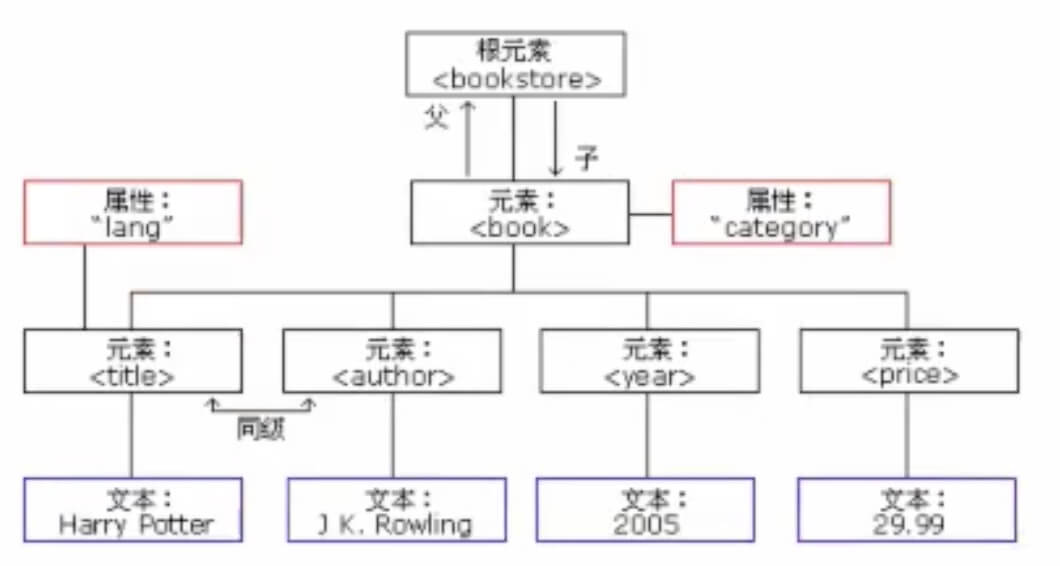 根元素
<bookstore>
父
子
属性：
"lang"
元素：
<book>
属性：
"category"
元素：
<title>
元素：
<author>
元素：
<year>
元素：
<price>
同级
文本：
Harry Potter
文本：
J K. Rowling
文本：
2005
文本：
29.99